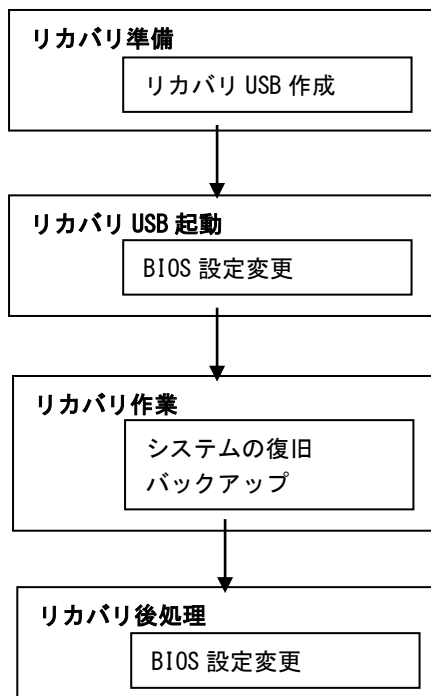 リカバリ準備
リカバリ USB 作成
リカバリ USB 起動
BIOS 設定変更
リカバリ作業
システムの復旧
バックアップ
リカバリ後処理
BIOS 設定変更